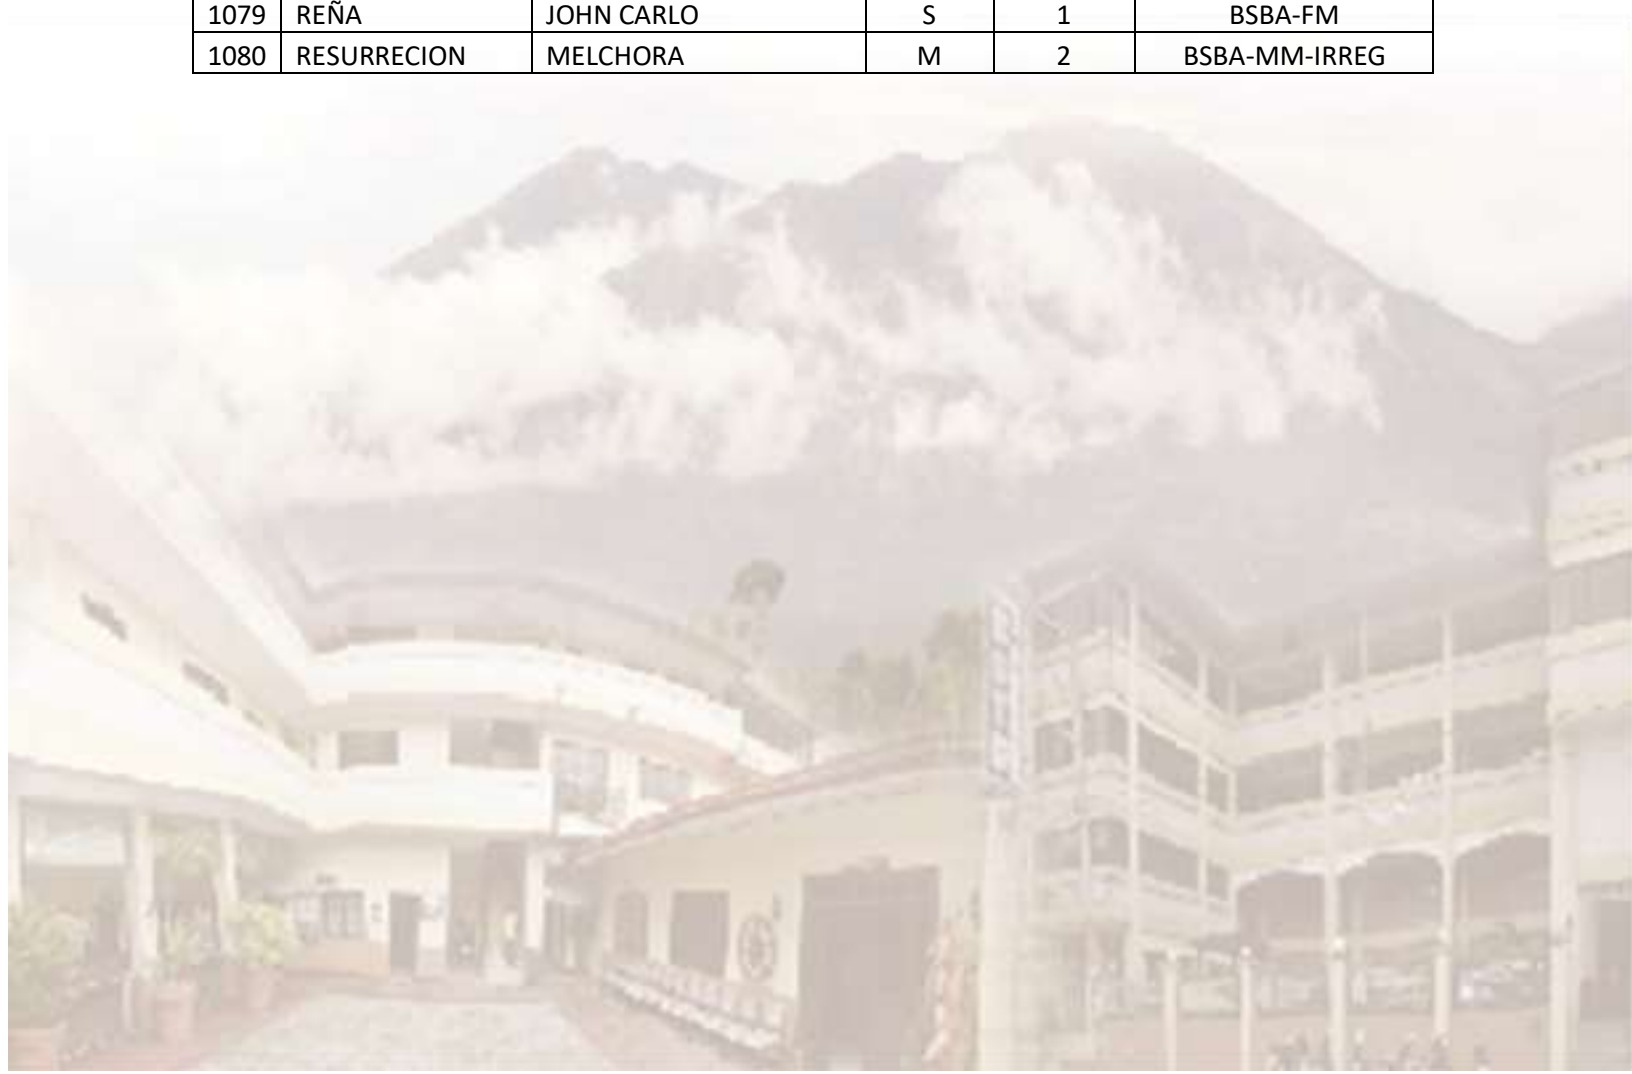 1079 REÑA JOHN CARLO S 1 BSBA-FM
1080 RESURRECION MELCHORA M 2 BSBA-MM-IRREG